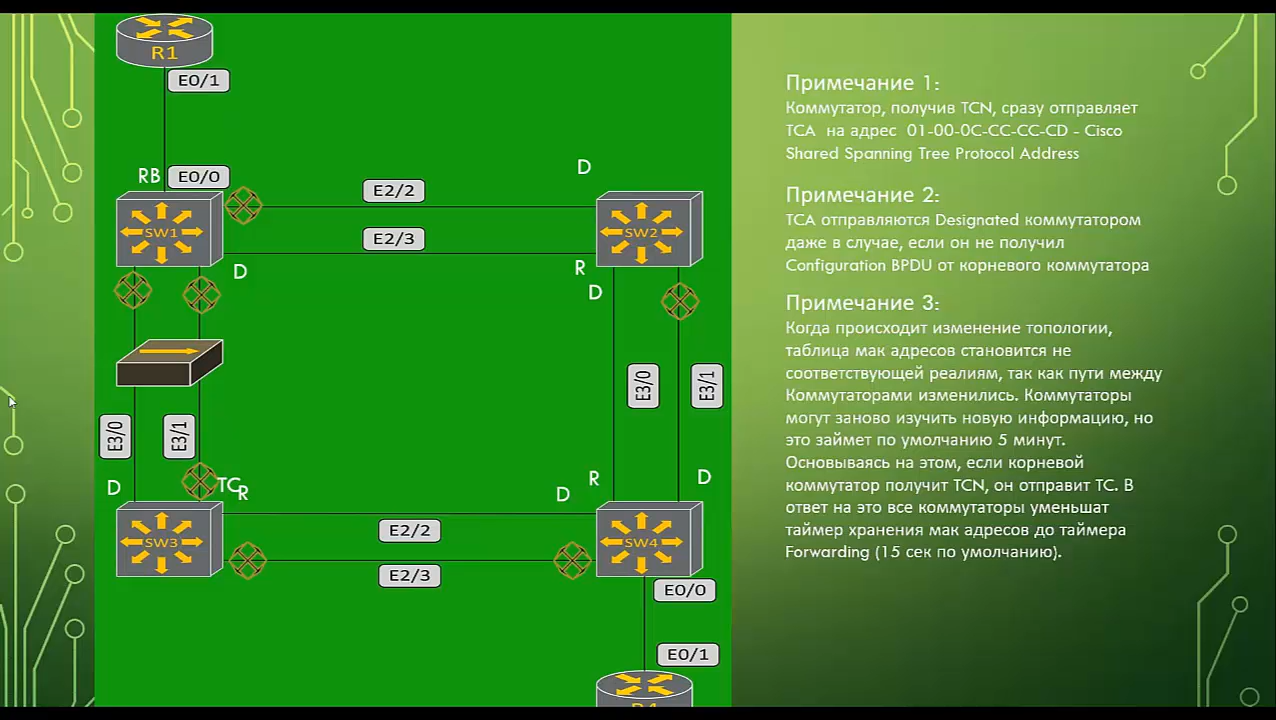 R1
E0/1
RB
E0/0
D
E2/2
SW1
SW2
E2/3
D
R
D
E3/0
E3/1
E3/0
E3/1
D
TC
R
D
R
D
SW3
E2/2
SW4
E2/3
E0/0
E0/1
Примечание 1:
Коммутатор, получив TCN, сразу отправляет
TCA на адрес 01-00-0C-CC-CC-CD - Cisco
Shared Spanning Tree Protocol Address
Примечание 2:
TCA отправляются Designated коммутатором
даже в случае, если он не получил
Configuration BPDU от корневого коммутатора
Примечание 3:
Когда происходит изменение топологии,
таблица мак адресов становится не
соответствующей реалиям, так как пути между
Коммутаторами изменились. Коммутаторы
могут заново изучить новую информацию, но
это займет по умолчанию 5 минут.
Основываясь на этом, если корневой
коммутатор получит TCN, он отправит TC. В
ответ на это все коммутаторы уменьшат
таймер хранения мак адресов до таймера
Forwarding (15 сек по умолчанию).